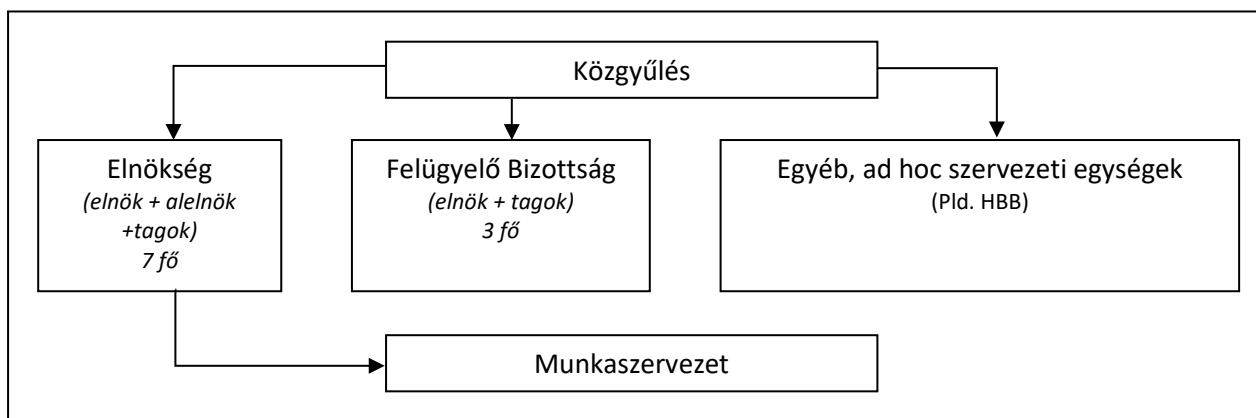 Közgyűlés
Elnökség
(elnök + alelnök
+tagok)
7 fő
Felügyelő Bizottság
(elnök + tagok)
3 fő
Egyéb, ad hoc szervezeti egységek
(Pld. HBB)
Munkaszervezet